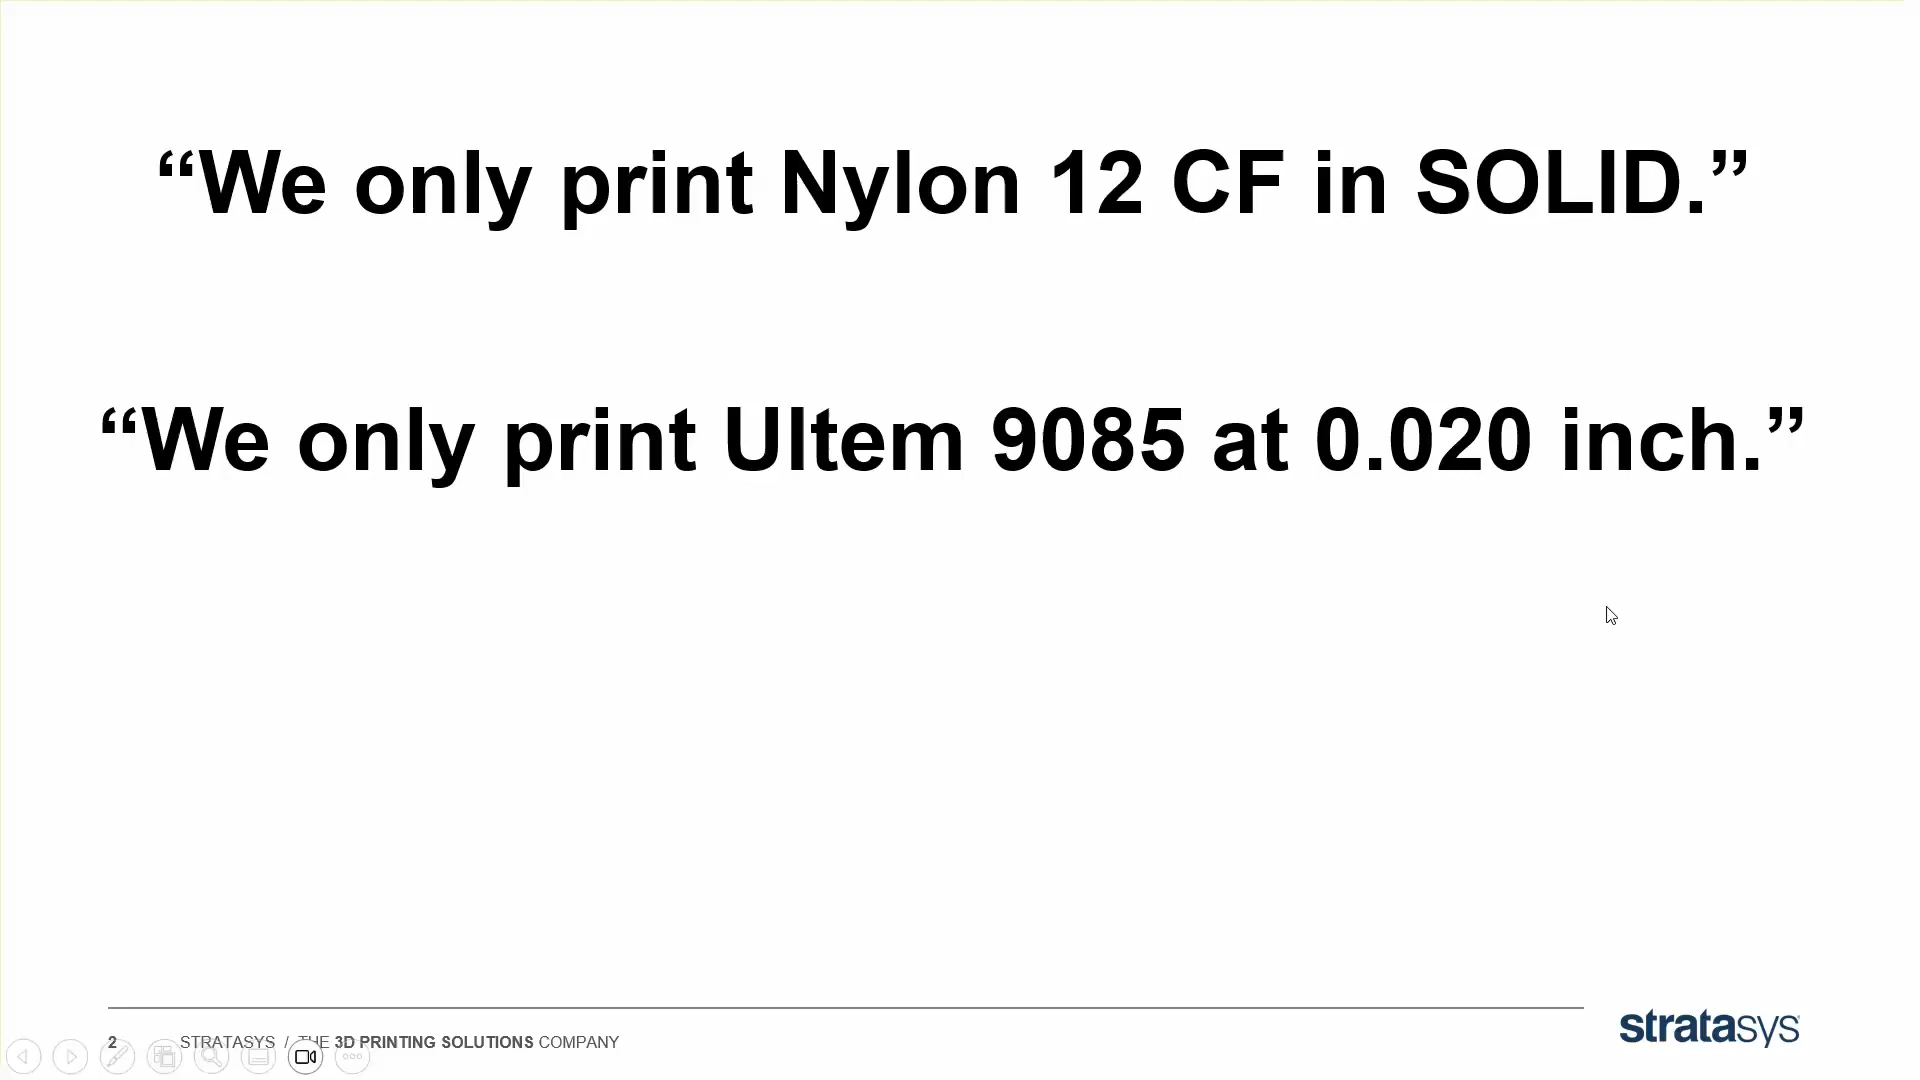 “We only print Nylon 12 CF in SOLID.”
“We only print Ultem 9085 at 0.020 inch.”
2 STRATASYS / THE 3D PRINTING SOLUTIONS COMPANY
stratasys